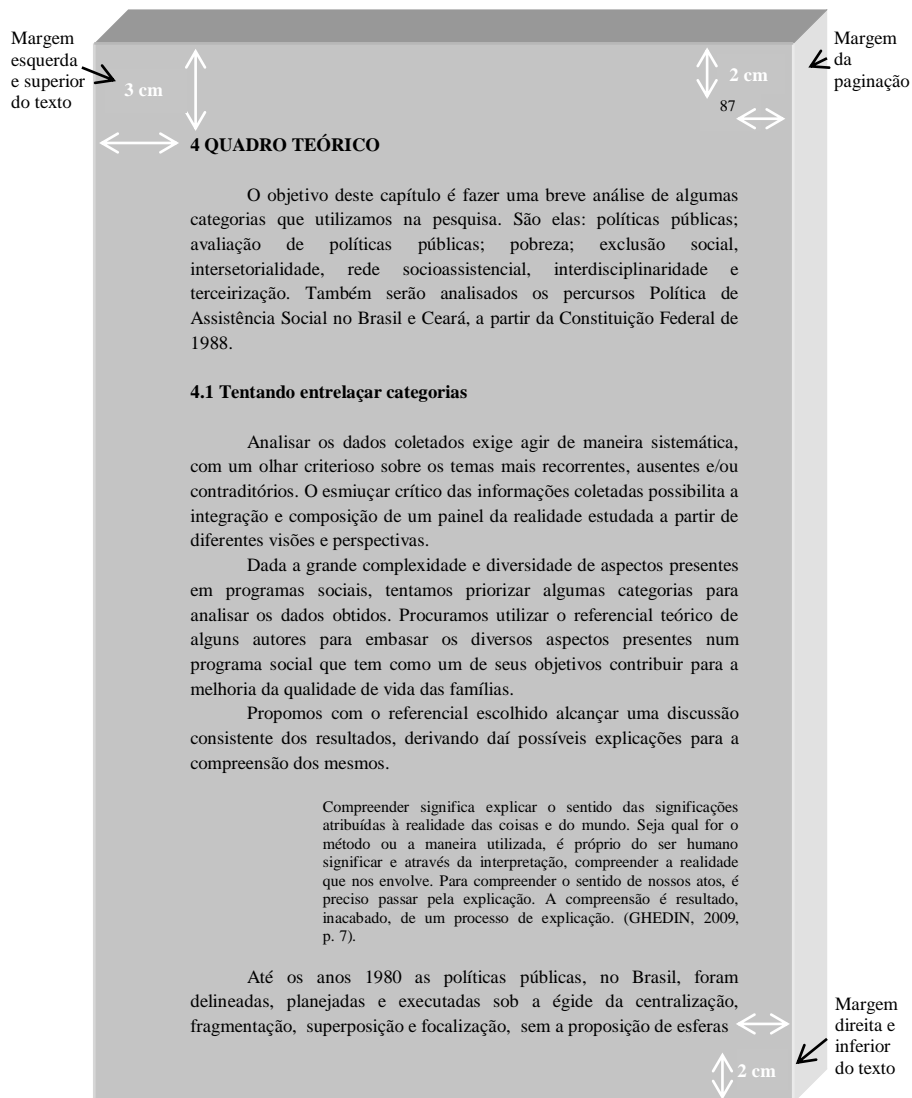 Margem
esquerda
e superior
do texto
3 cm
2 cm
Margem
da
paginação
87
4 QUADRO TEÓRICO
O objetivo deste capítulo é fazer uma breve análise de algumas
categorias que utilizamos na pesquisa. São elas: políticas públicas;
avaliação de políticas públicas; pobreza; exclusão social,
intersetorialidade, rede socioassistencial, interdisciplinaridade e
terceirização. Também serão analisados os percursos Política de
Assistência Social no Brasil e Ceará, a partir da Constituição Federal de
1988.
4.1 Tentando entrelaçar categorias
Analisar os dados coletados exige agir de maneira sistemática,
com um olhar criterioso sobre os temas mais recorrentes, ausentes e/ou
contraditórios. O esmiuçar crítico das informações coletadas possibilita a
integração e composição de um painel da realidade estudada a partir de
diferentes visões e perspectivas.
Dada a grande complexidade e diversidade de aspectos presentes
em programas sociais, tentamos priorizar algumas categorias para
analisar os dados obtidos. Procuramos utilizar o referencial teórico de
alguns autores para embasar os diversos aspectos presentes num
programa social que tem como um de seus objetivos contribuir para a
melhoria da qualidade de vida das famílias.
Propomos com o referencial escolhido alcançar uma discussão
consistente dos resultados, derivando daí possíveis explicações para a
compreensão dos mesmos.
Compreender significa explicar o sentido das significações
atribuídas à realidade das coisas e do mundo. Seja qual for o
método ou a maneira utilizada, é próprio do ser humano
significar e através da interpretação, compreender a realidade
que nos envolve. Para compreender o sentido de nossos atos, é
preciso passar pela explicação. A compreensão é resultado,
inacabado, de um processo de explicação. (GHEDIN, 2009,
p. 7).
Até os anos 1980 as políticas públicas, no Brasil, foram
delineadas, planejadas e executadas sob a égide da centralização,
fragmentação, superposição e focalização, sem a proposição de esferas
Margem
direita e
inferior
do texto
2 cm